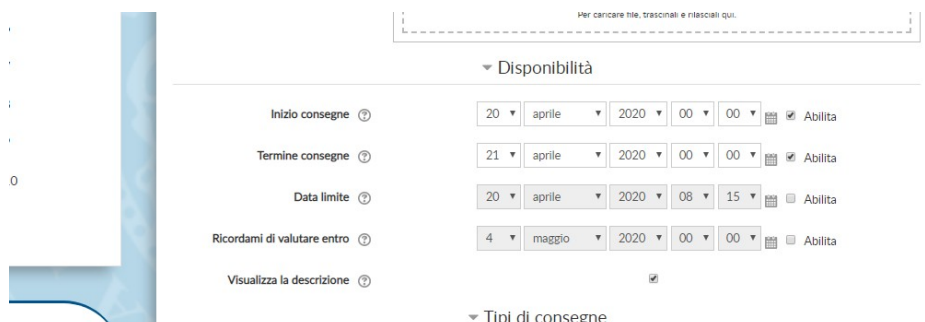 Per caricare file, trascinali e rilasciali qui.
Disponibilità
Inizio consegne 20 aprile 2020 00 00 Abilita
Termine consegne 21 aprile 2020 00 00 Abilita
.0
Data limite 20 aprile 2020 08 15 Abilita
Ricordami di valutare entro 4 maggio 2020 00 00 Abilita
Visualizza la descrizione
Tipi di consegne